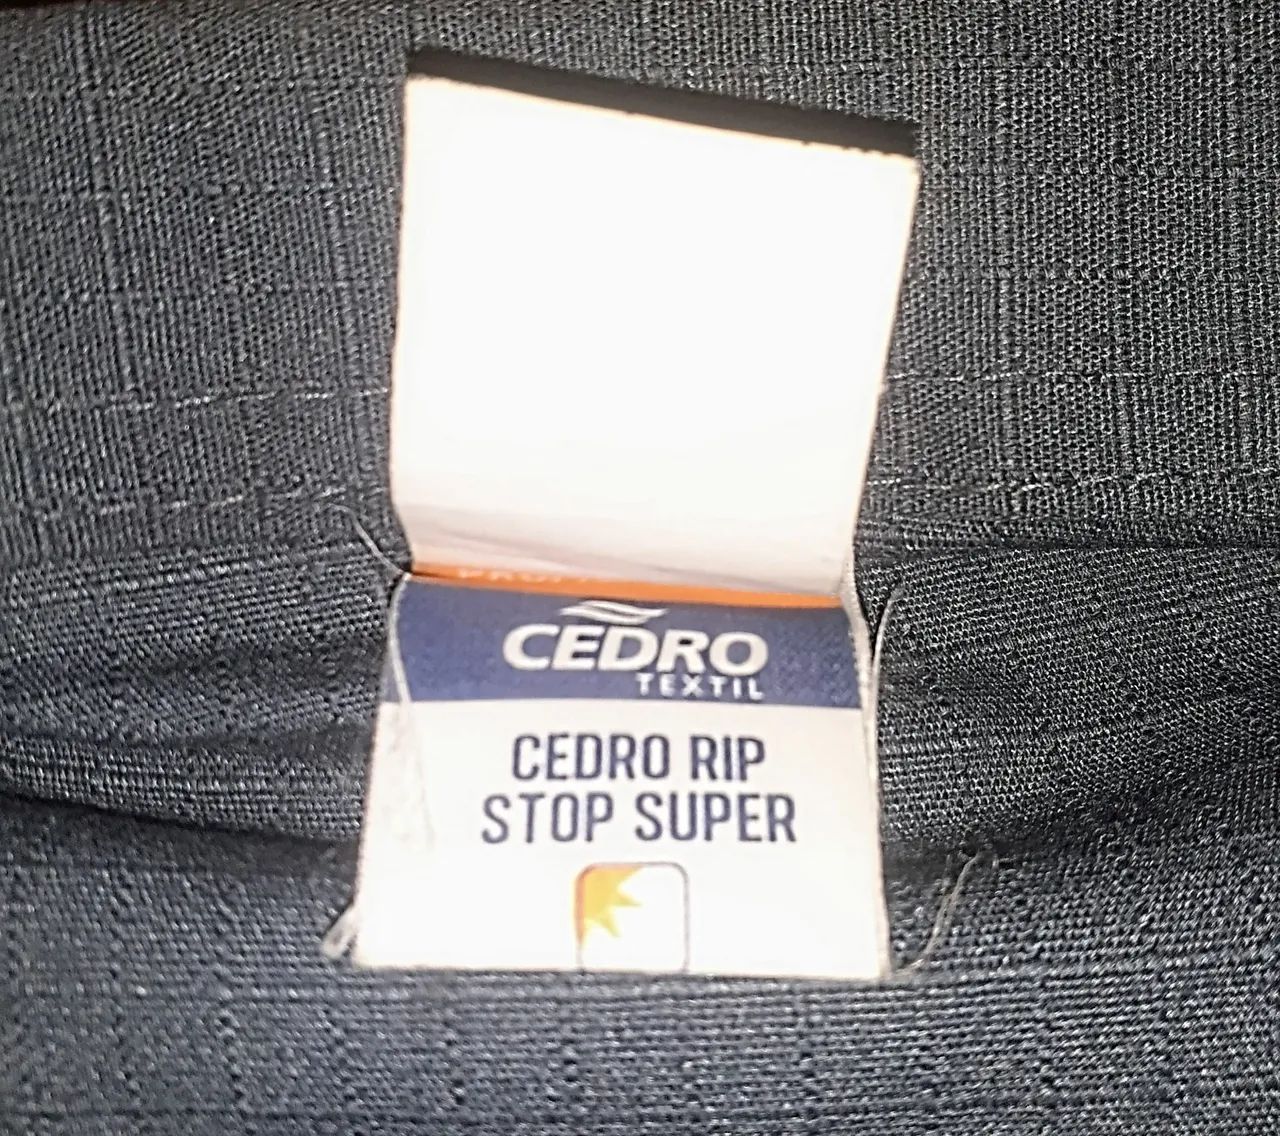 CEDRO
TEXTIL
CEDRO RIP
STOP SUPER